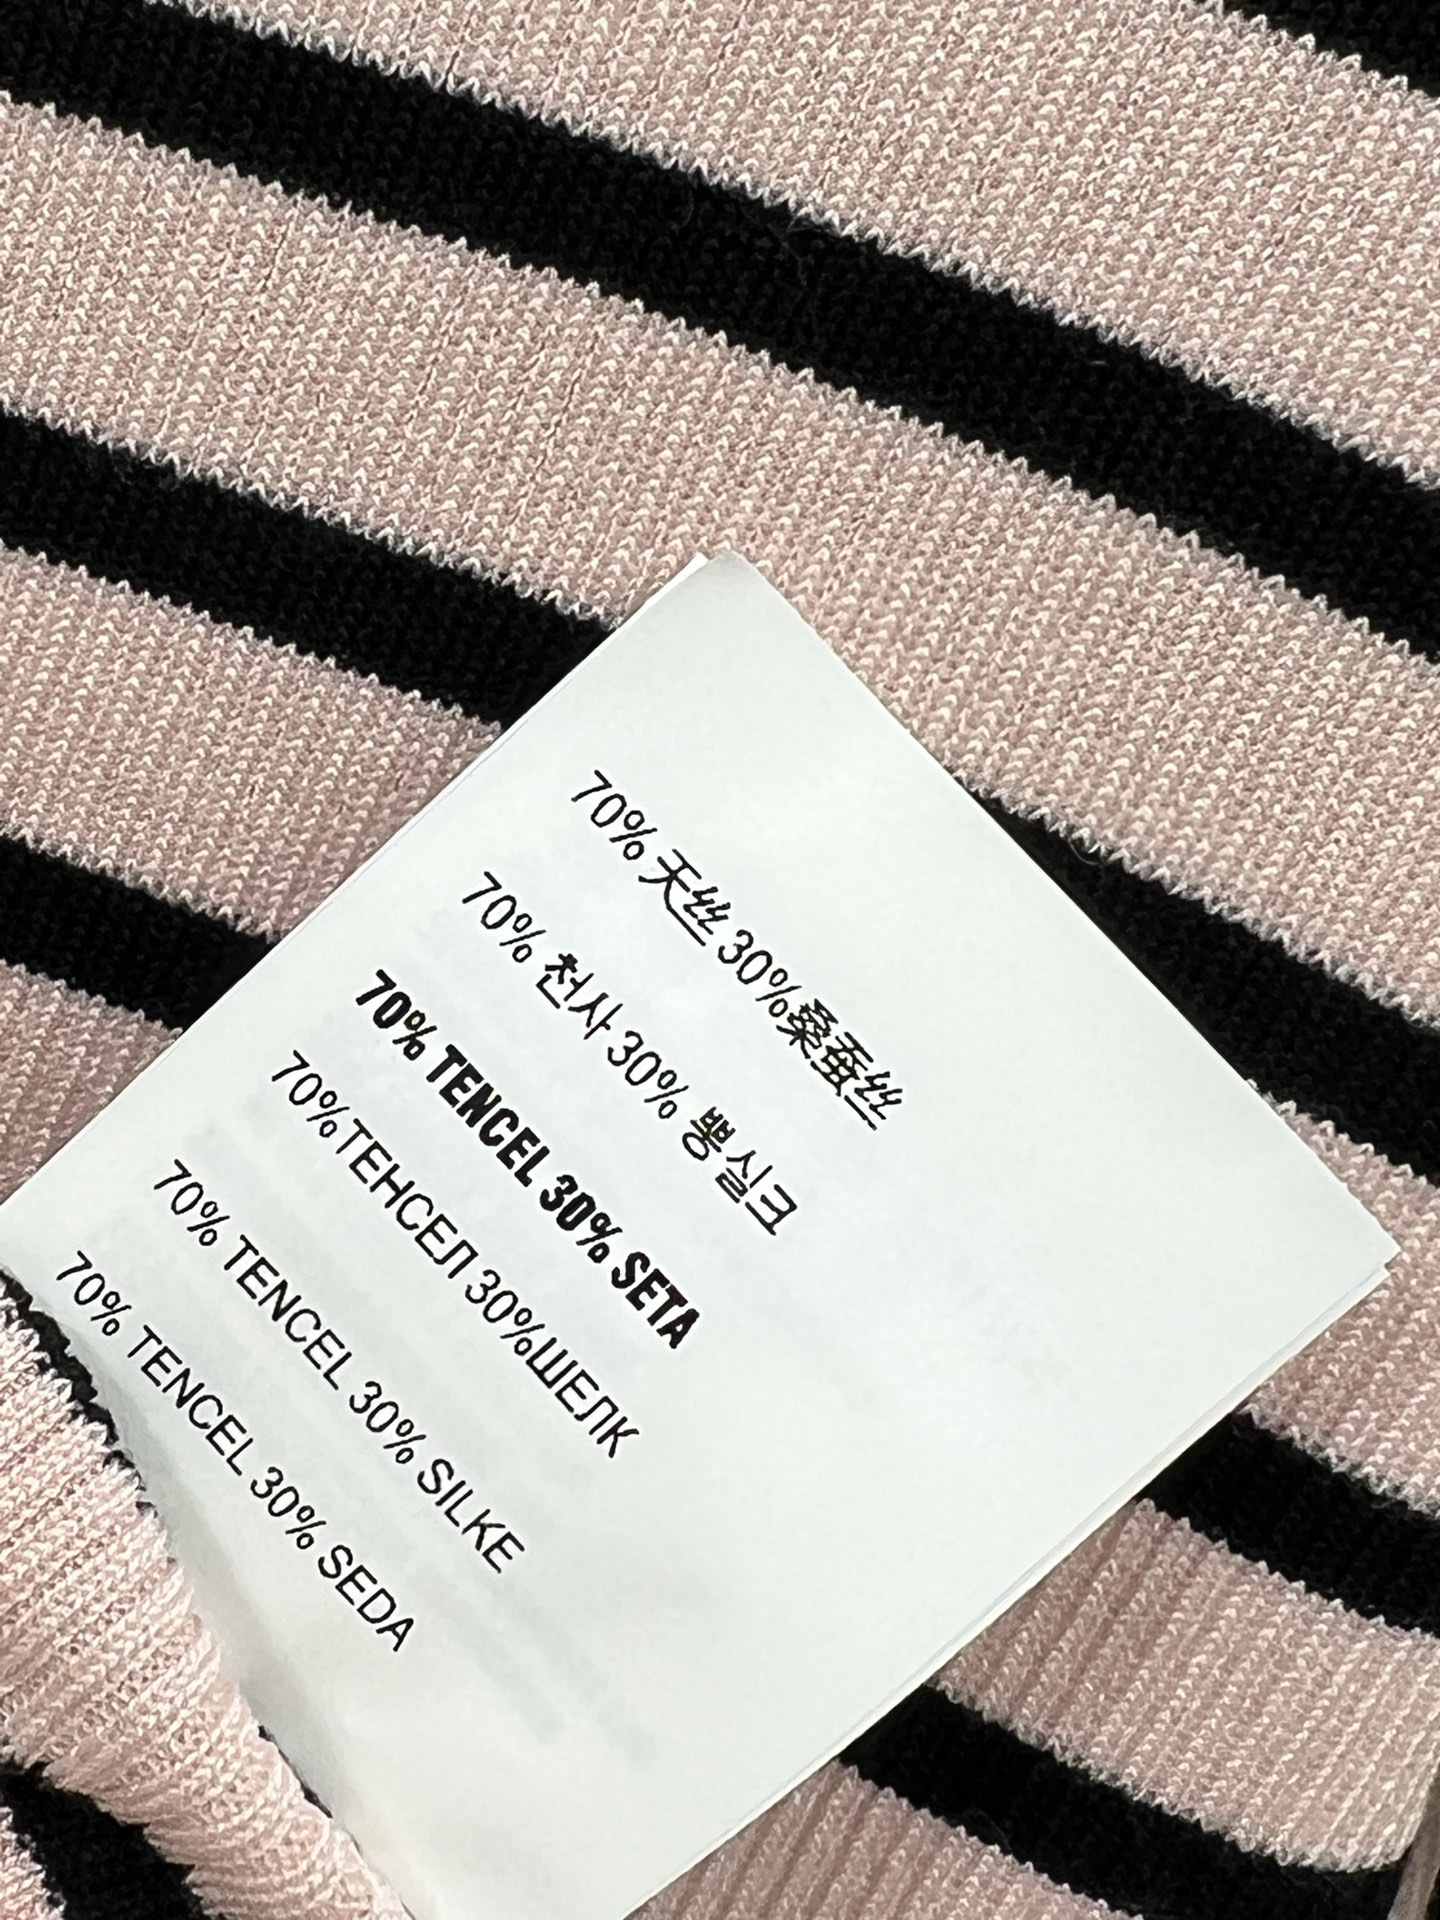 70% 天丝 30%桑蚕丝
70% 천사 30% 뽕실크
70% TENCEL 30% SETA
70%ТЕНСЕЛ 30%ШЕЛК
70% TENCEL 30% SILKE
70% TENCEL 30% SEDA